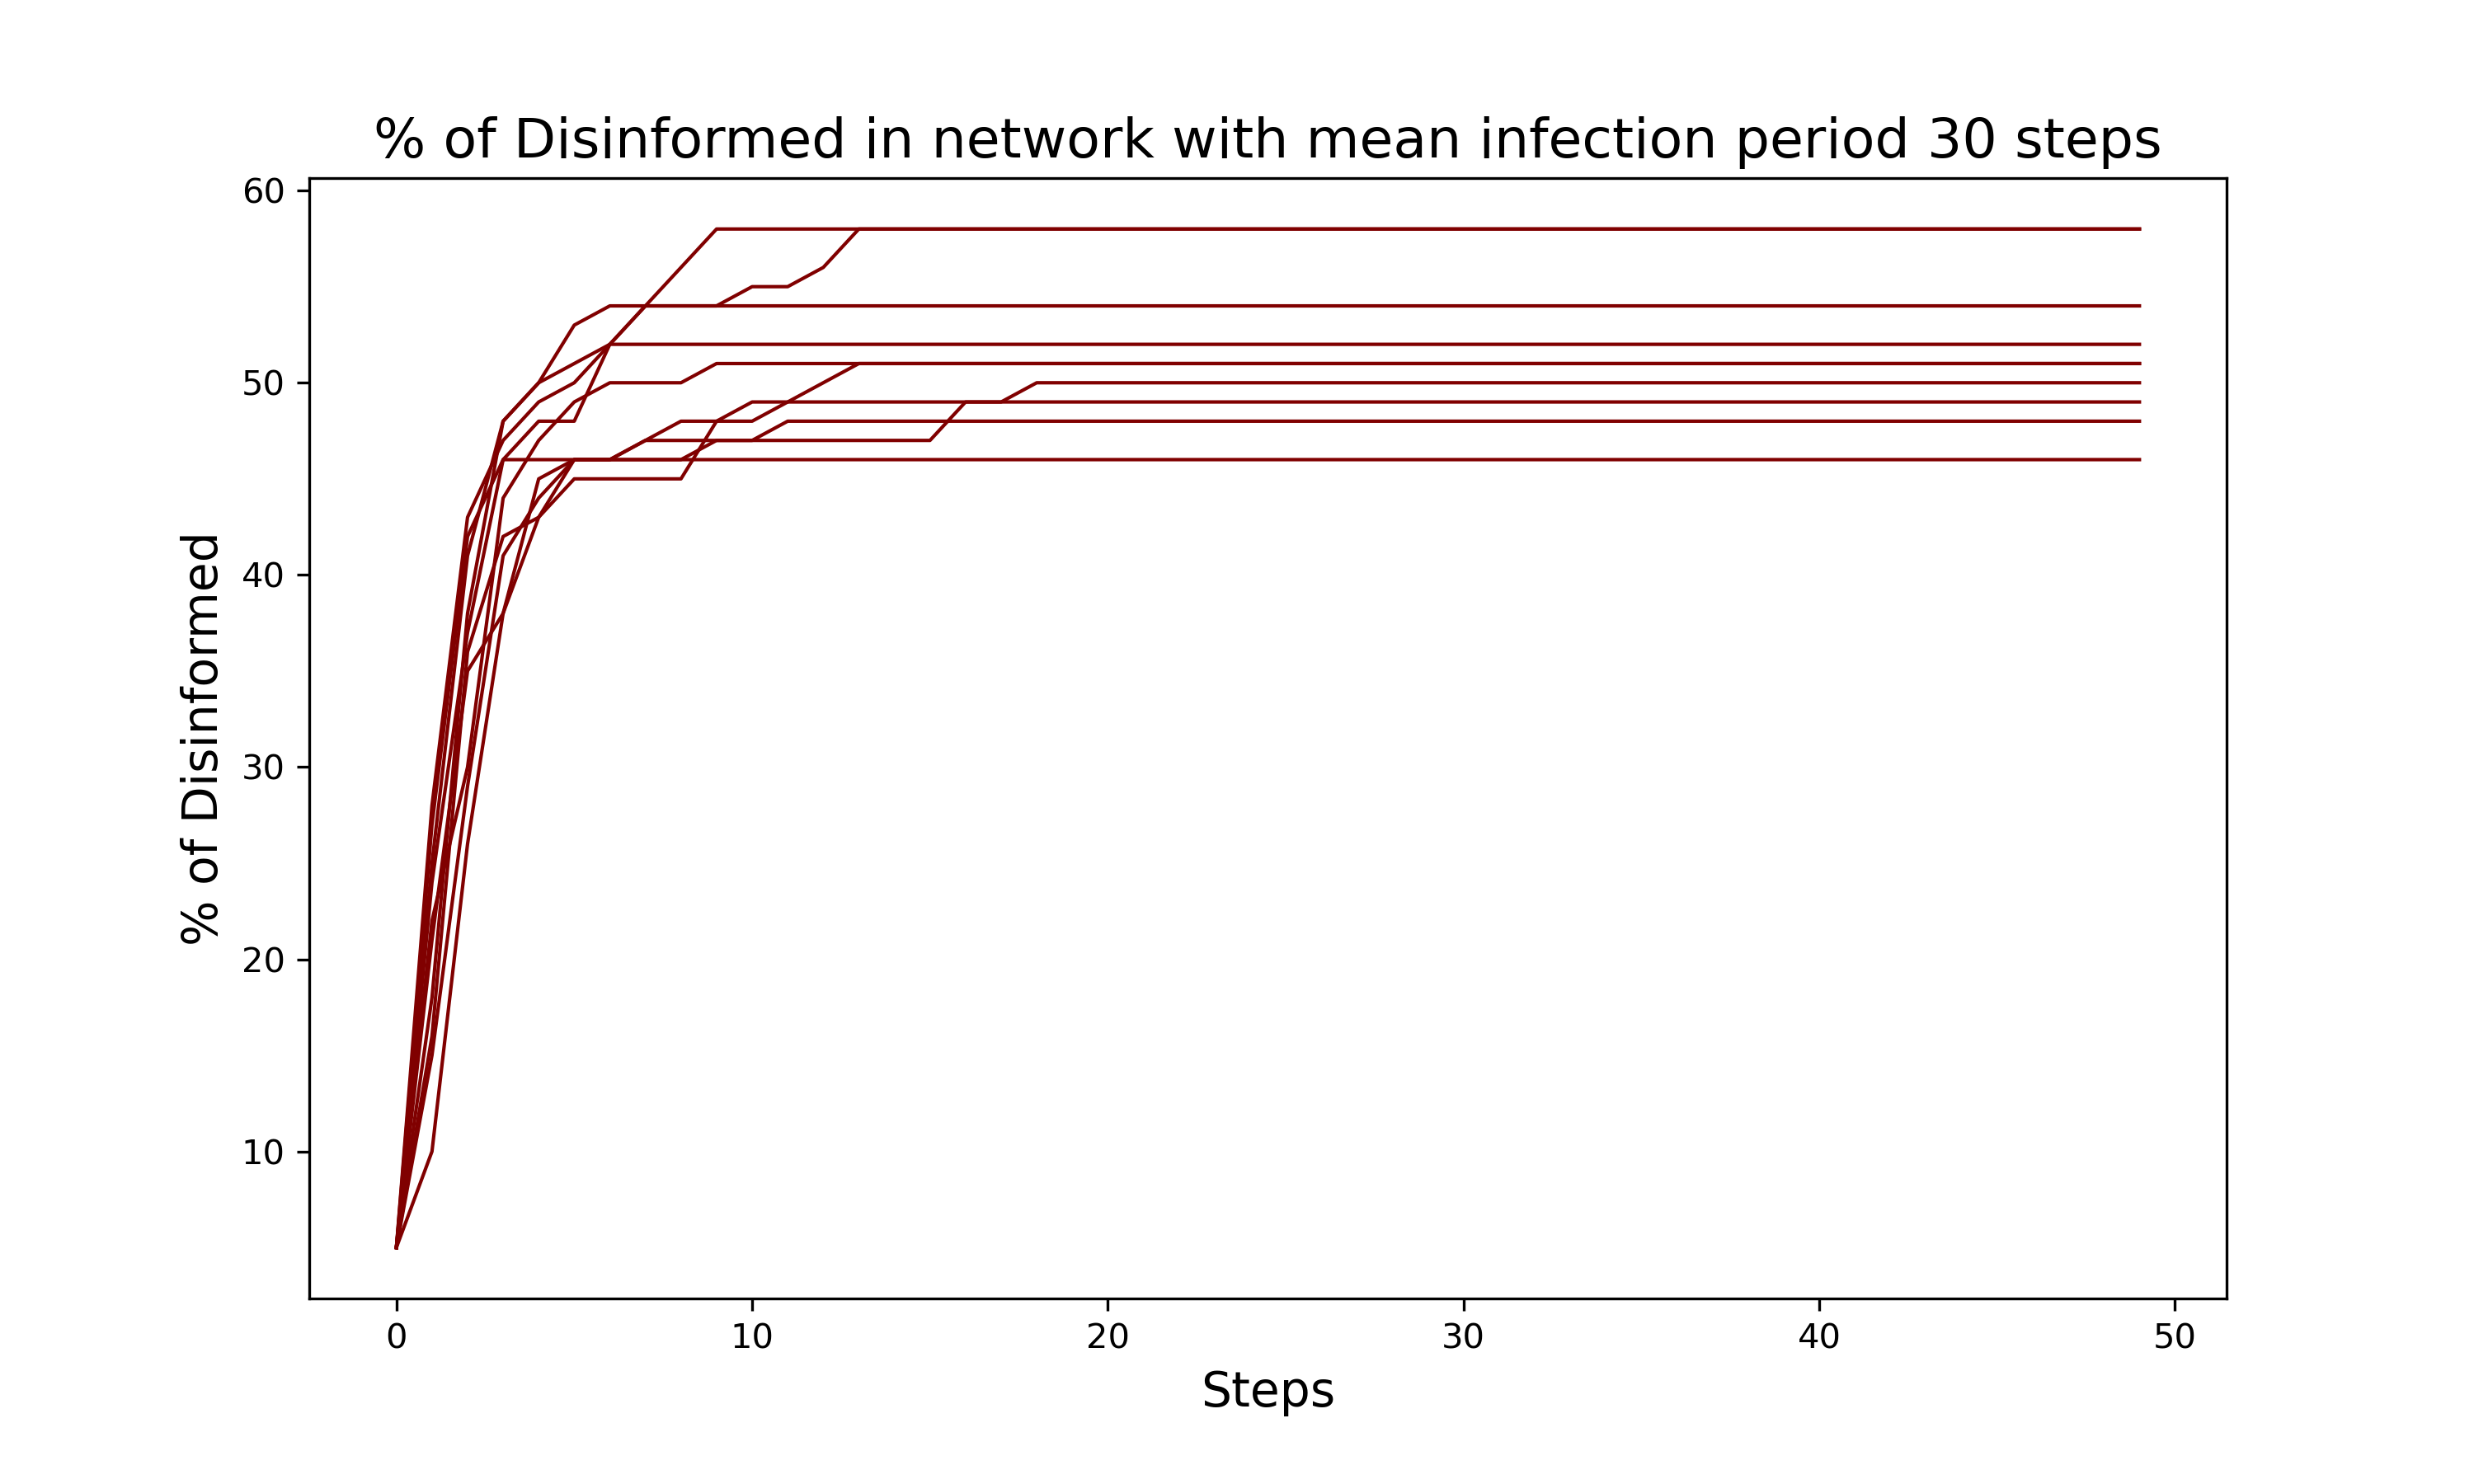 % of Disinformed in network with mean infection period 30 steps
60
50
40
30
20
10
% of Disinformed
0 10 20 30 40 50
Steps